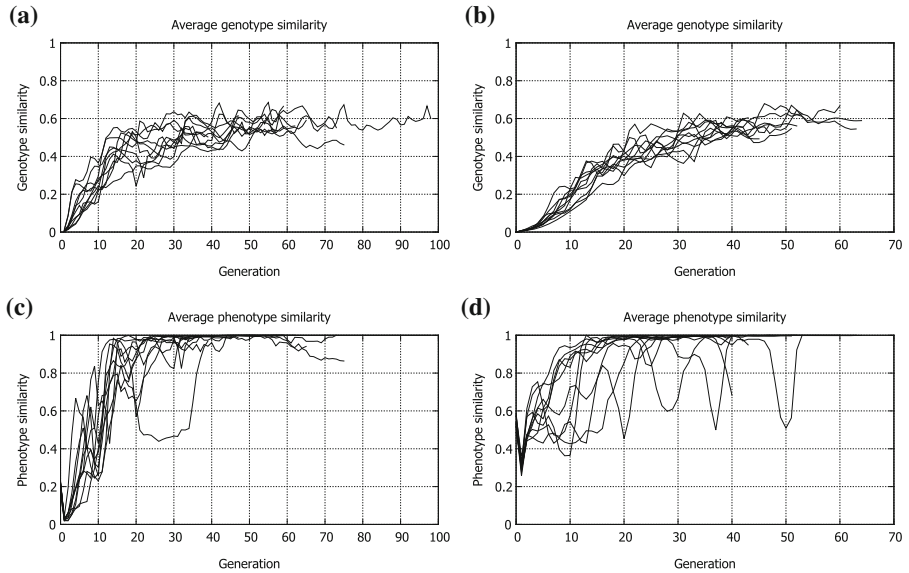 (a)
Average genotype similarity
1
0.8
0.6
0.4
0.2
0
Genotype similarity
0 10 20 30 40 50 60 70 80 90 100
Generation
(b)
Average genotype similarity
1
0.8
0.6
0.4
0.2
0
Genotype similarity
0 10 20 30 40 50 60 70
Generation
(c)
Average phenotype similarity
1
0.8
0.6
0.4
0.2
0
Phenotype similarity
0 10 20 30 40 50 60 70 80 90 100
Generation
(d)
Average phenotype similarity
1
0.8
0.6
0.4
0.2
0
Phenotype similarity
0 10 20 30 40 50 60 70
Generation